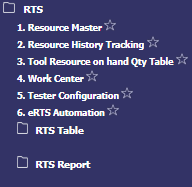 RTS
1. Resource Master
2. Resource History Tracking
3. Tool Resource on hand Qty Table
4. Work Center
5. Tester Configuration
6. eRTS Automation
RTS Table
RTS Report